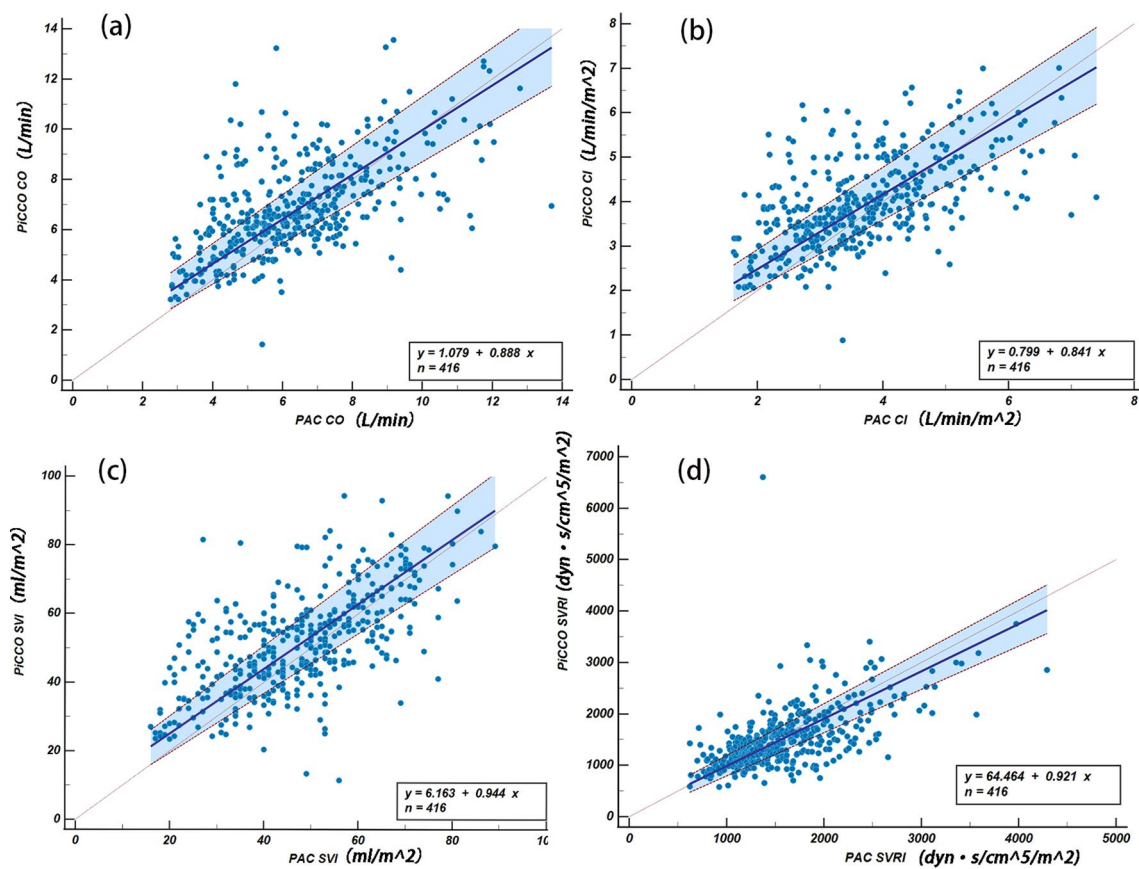 (a)
14
12
10
8
6
4
2
0
PiCCO CO (L/min)
y = 1.079 + 0.888 x
n = 416
0 2 4 6 8 10 12 14
PAC CO (L/min)
(b)
8
7
6
5
4
3
2
1
0
PiCCO CI (L/min/m^2)
y = 0.799 + 0.841 x
n = 416
0 2 4 6 8
PAC CI (L/min/m^2)
(c)
100
80
60
40
20
0
PiCCO SVI (ml/m^2)
y = 6.163 + 0.944 x
n = 416
0 20 40 60 80 10
PAC SVI (ml/m^2)
(d)
7000
6000
5000
4000
3000
2000
1000
0
PiCCO SVRI (dyn・s/cm^5/m^2)
y = 64.464 + 0.921 x
n = 416
0 1000 2000 3000 4000 5000
PAC SVRI (dyn・s/cm^5/m^2)